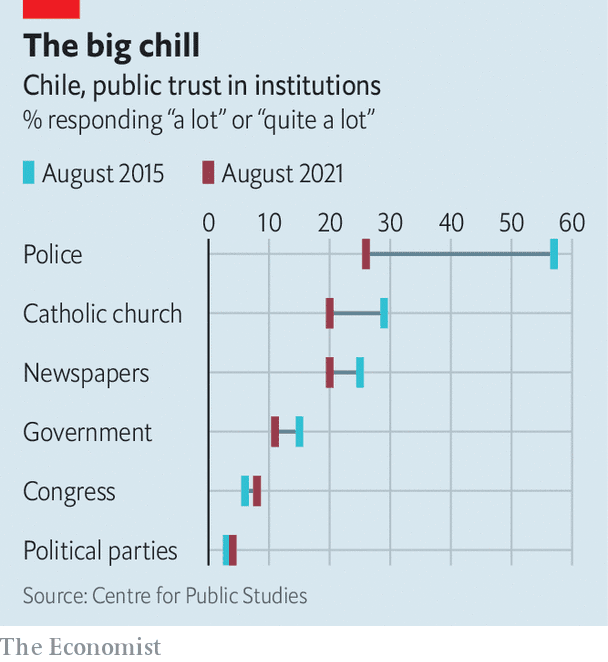 The big chill
Chile, public trust in institutions
% responding “a lot” or “quite a lot”
August 2015 August 2021
0 10 20 30 40 50 60
Police
Catholic church
Newspapers
Government
Congress
Political parties
Source: Centre for Public Studies
The Economist